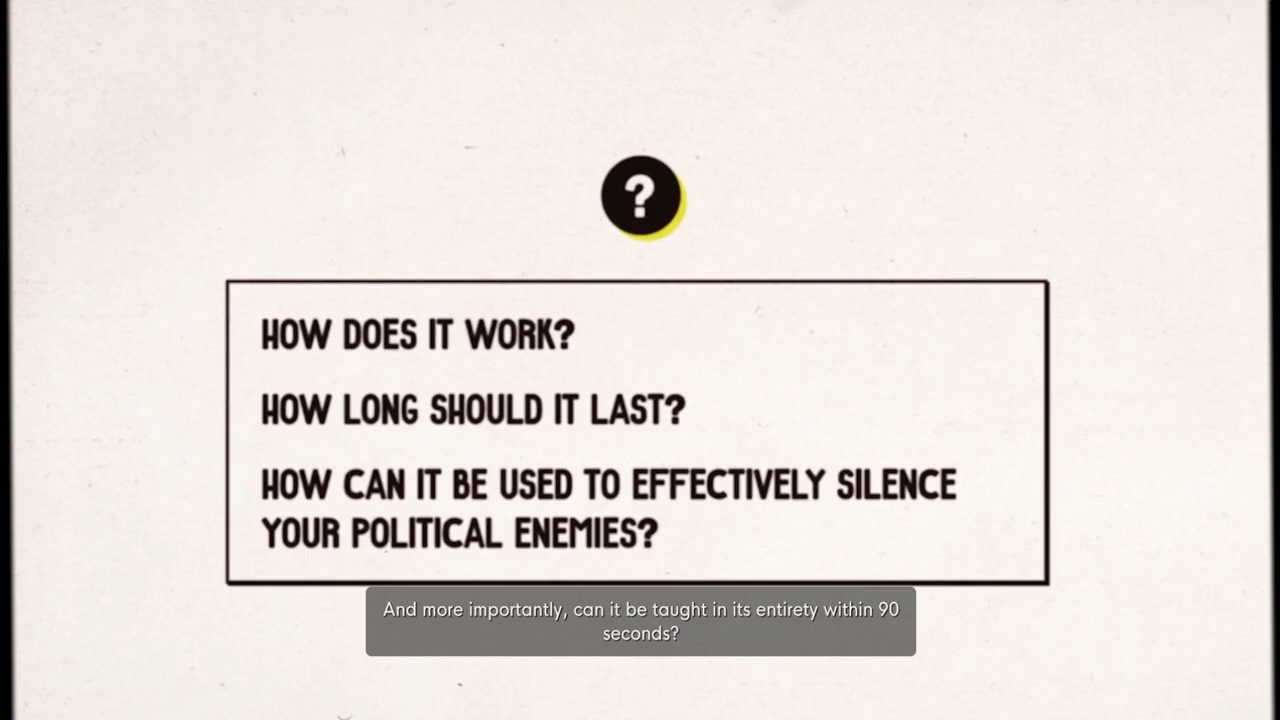 ?
HOW DOES IT WORK?
HOW LONG SHOULD IT LAST?
HOW CAN IT BE USED TO EFFECTIVELY SILENCE
YOUR POLITICAL ENEMIES?
And more importantly, can it be taught in its entirety within 90
seconds?